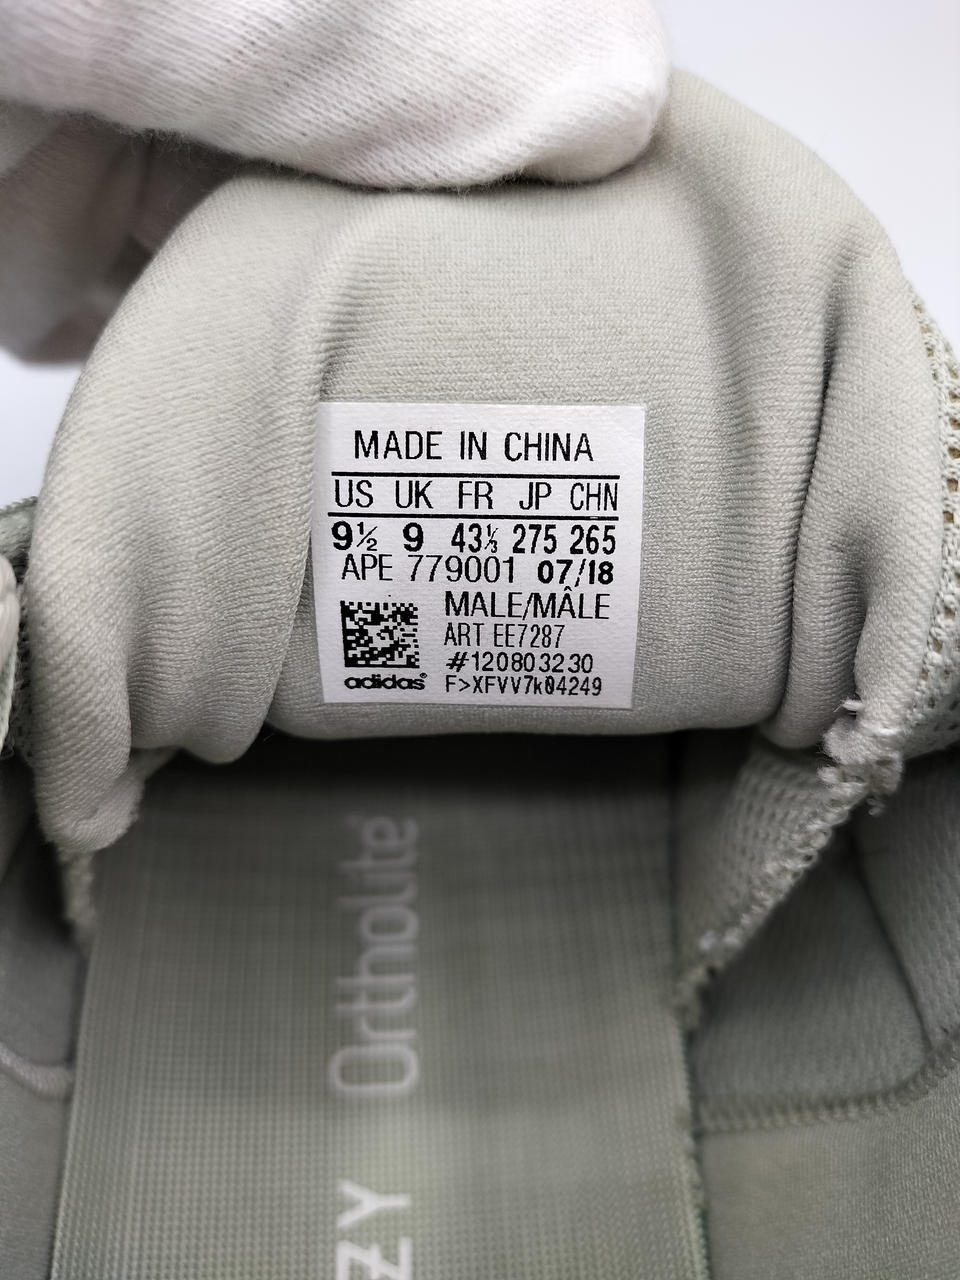 MADE IN CHINA
US UK FR JP CHN
9½ 9 43⅓ 275 265
APE 779001 07/18
MALE/MÂLE
ART EE7287
#120803230
F>XFVV7k04249
adidas®
Ortholite
ZY